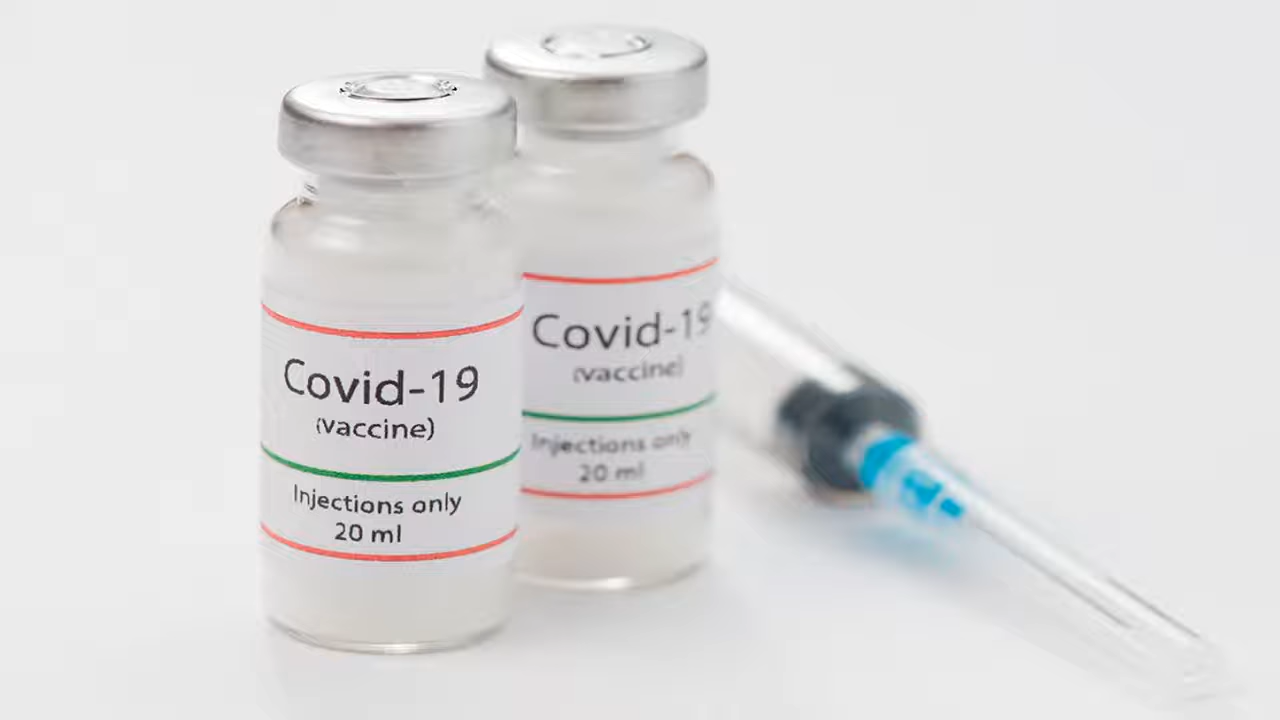 Covid-19
(vaccine)
Injections only
20 ml
Covid-19
(vaccine)
Injections only
20 ml